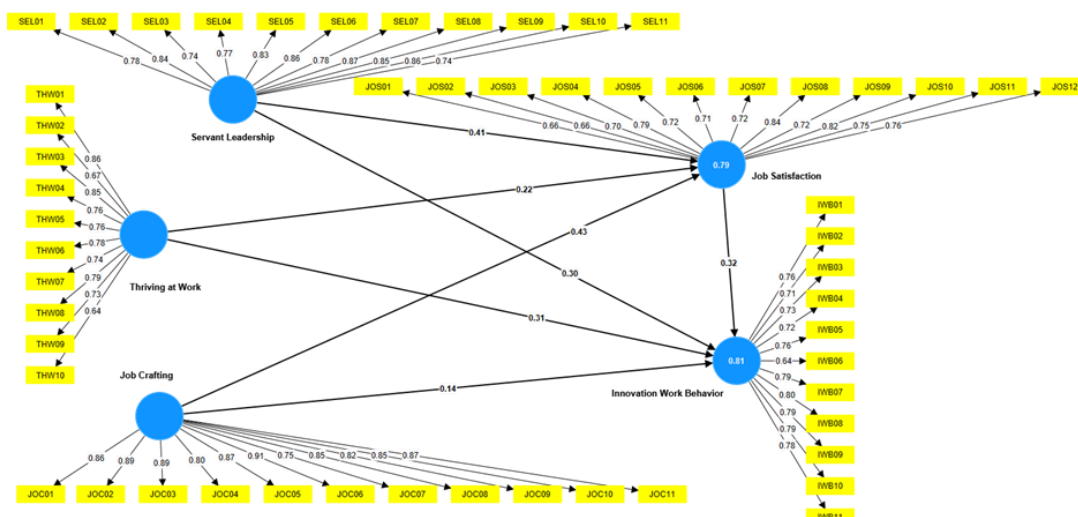 SEL01 SEL02 SEL03 SEL04 SEL05 SEL06 SEL07 SEL08 SEL09 SEL10 SEL11
0.78 0.84 0.74 0.77 0.83 0.86 0.78 0.87 0.85 0.86 0.74
Servant Leadership
JOS01 JOS02 JOS03 JOS04 JOS05 JOS06 JOS07 JOS08 JOS09 JOS10 JOS11 JOS12
0.66 0.66 0.70 0.79 0.72 0.71 0.72 0.84 0.72 0.82 0.75 0.76
0.79
Job Satisfaction
THW01
THW02
THW03
THW04
THW05
THW06
THW07
THW08
THW09
THW10
0.86
0.67
0.85
0.76
0.76
0.78
0.74
0.79
0.73
0.64
Thriving at Work
0.41
0.22
0.43
0.30
0.32
0.31
0.14
IWB01
IWB02
IWB03
IWB04
IWB05
IWB06
IWB07
IWB08
IWB09
IWB10
0.76
0.71
0.73
0.72
0.76
0.64
0.79
0.80
0.79
0.79
0.78
0.81
Innovation Work Behavior
Job Crafting
0.86 0.89 0.89 0.80 0.87 0.91 0.75 0.85 0.82 0.85 0.87
JOC01 JOC02 JOC03 JOC04 JOC05 JOC06 JOC07 JOC08 JOC09 JOC10 JOC11